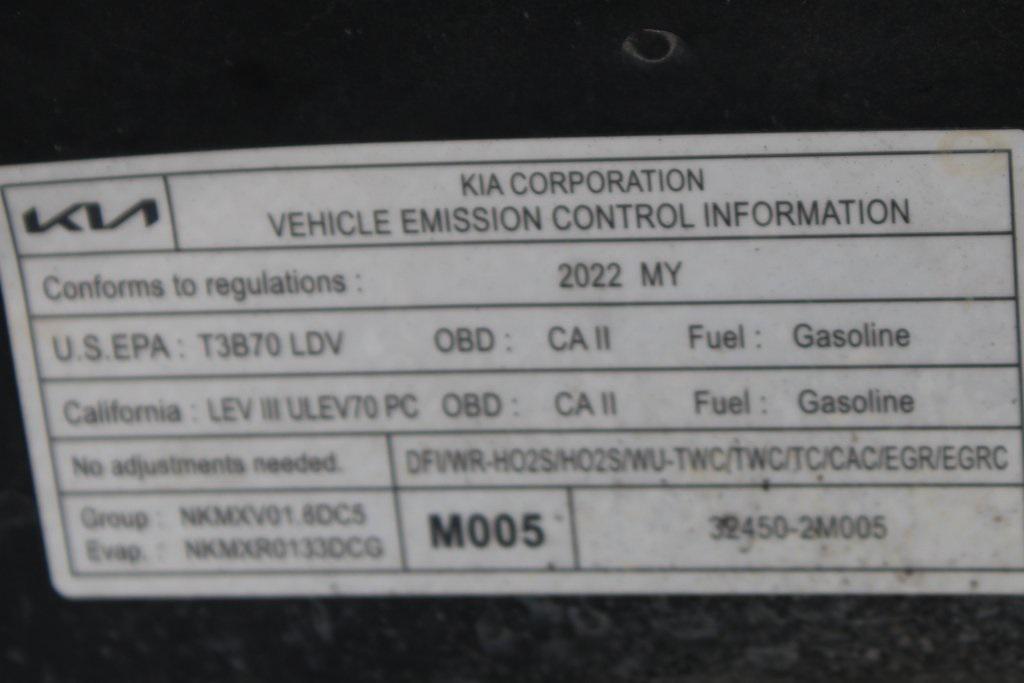 KIA KIA CORPORATION
VEHICLE EMISSION CONTROL INFORMATION
Conforms to regulations : 2022 MY
U.S.EPA : T3B70 LDV OBD : CA II Fuel : Gasoline
California : LEV III ULEV70 PC OBD : CA II Fuel : Gasoline
No adjustments needed. DFI/WR-HO2S/HO2S/WU-TWC/TWC/TC/CAC/EGR/EGRC
Group : NKMXV01.6DC5 M005 32450-2M005
Evap. : NKMXR0133DCG